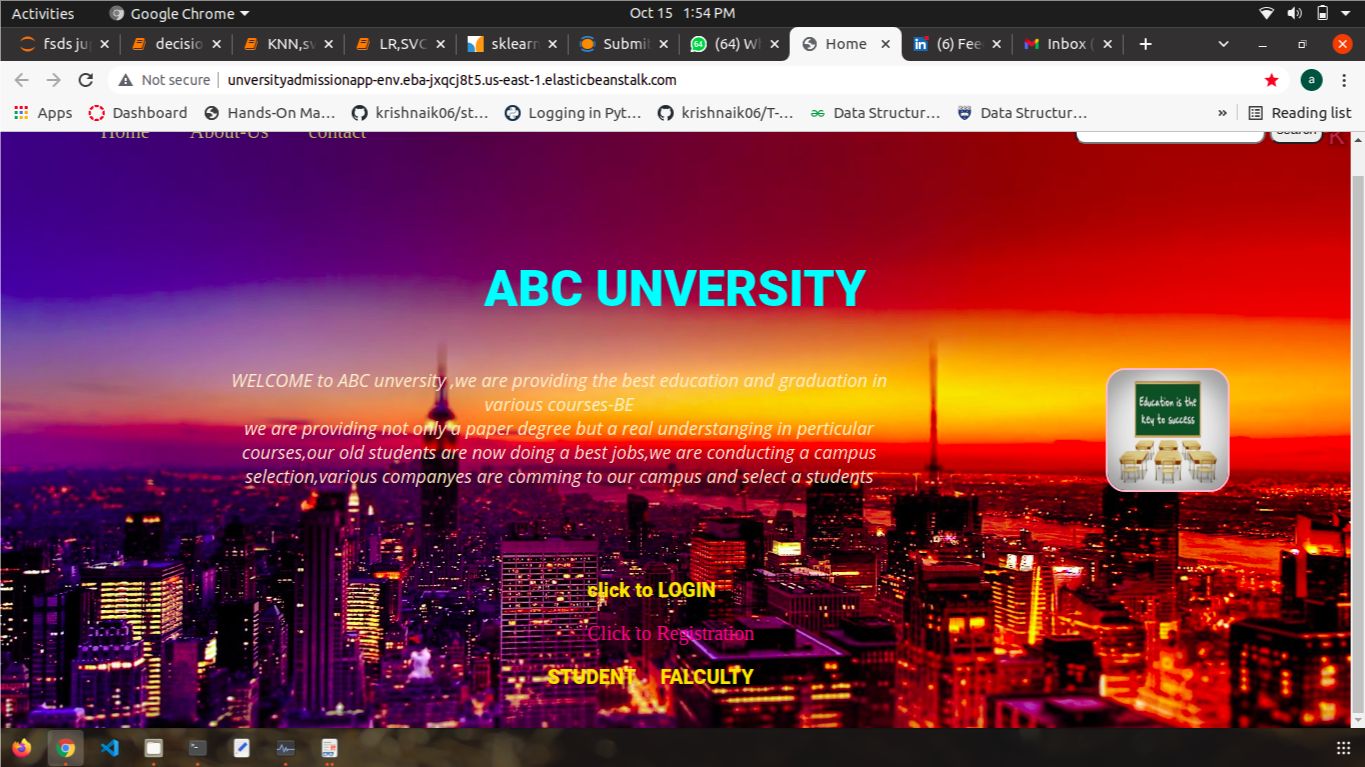 Activities
Google Chrome
Oct 15 1:54 PM
fsds ju
decisio
KNN,sv
LR,SVC
sklearn
Submit
64
(64) W
Home
in
(6) Fee
Inbox (
Not secure
unversityadmissionapp-env.eba-jxqcj8t5.us-east-1.elasticbeanstalk.com
a
Apps
Dashboard
Hands-On Ma...
krishnaik06/st...
Logging in Pyt...
krishnaik06/T-...
Data Structur...
Data Structur...
»
Reading list
Home
About-Us
contact
Search
K
ABC UNVERSITY
WELCOME to ABC unversity ,we are providing the best education and graduation in
various courses-BE
we are providing not only a paper degree but a real understanging in perticular
courses,our old students are now doing a best jobs,we are conducting a campus
selection,various companyes are comming to our campus and select a students
Education is the
key to success
click to LOGIN
Click to Registration
STUDENT FALCULTY